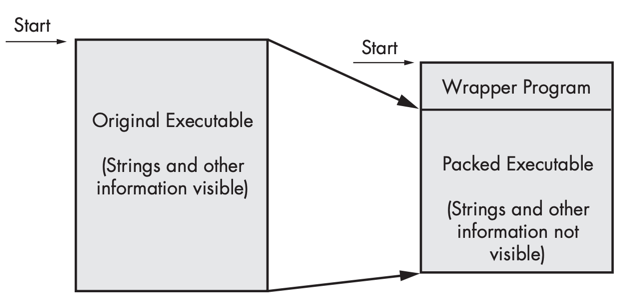 Start
Original Executable
(Strings and other
information visible)
Start
Wrapper Program
Packed Executable
(Strings and other
information not
visible)